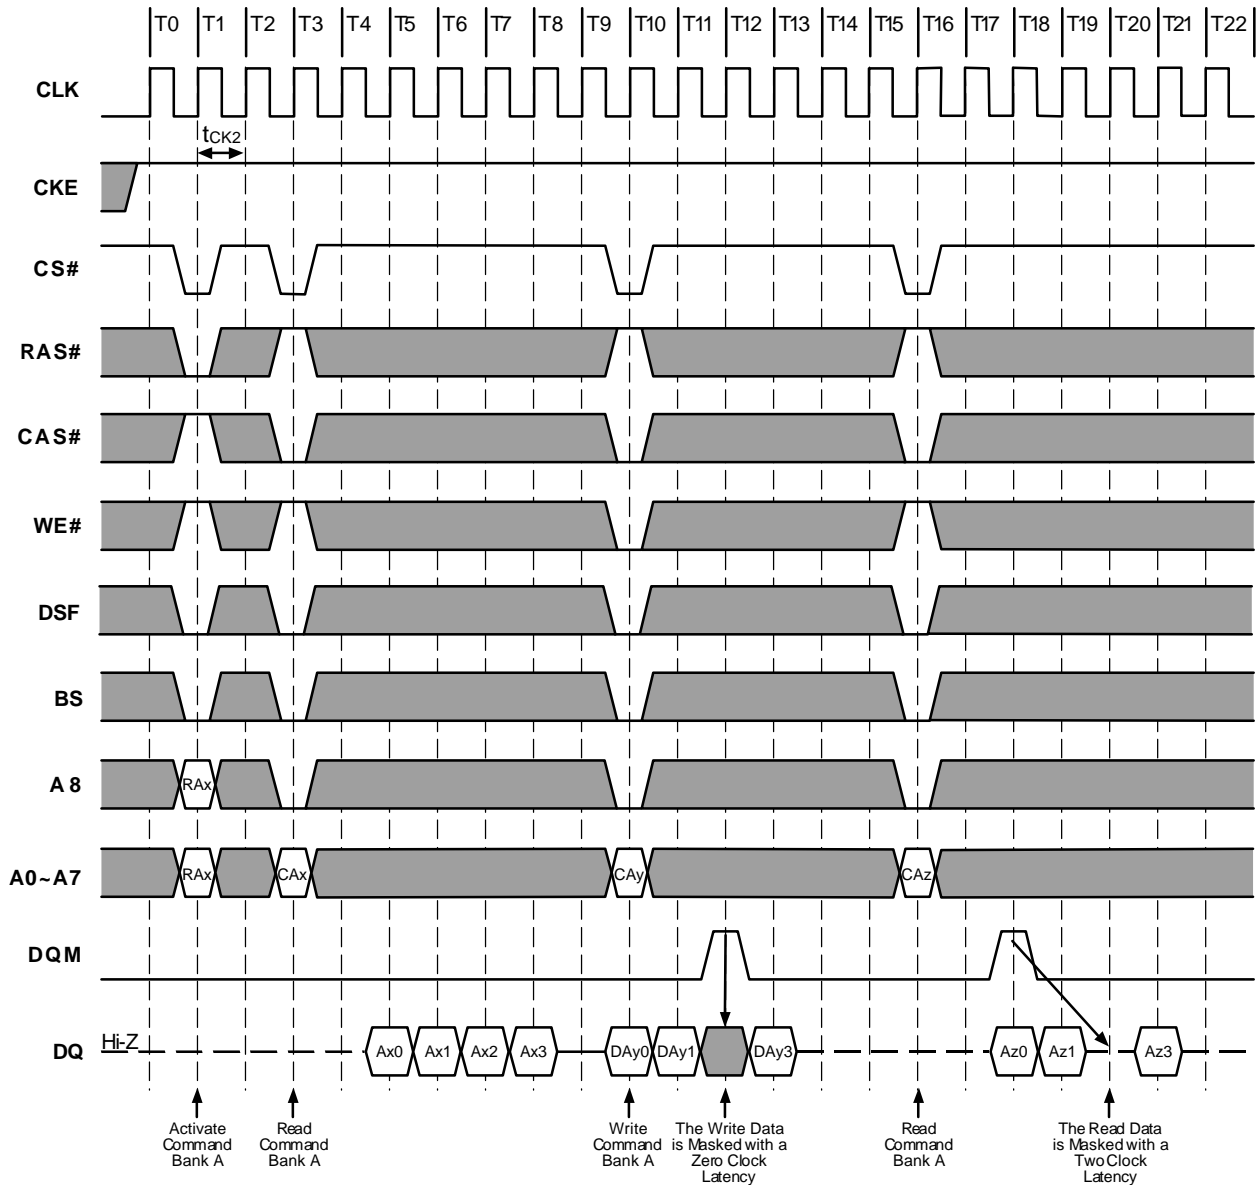 T0 T1 T2 T3 T4 T5 T6 T7 T8 T9 T10 T11 T12 T13 T14 T15 T16 T17 T18 T19 T20 T21 T22
CLK
tCK2
CKE
CS#
RAS#
CAS#
WE#
DSF
BS
A8 RAx
A0~A7 RAx CAx CAy CAz
DQM
DQ Hi-Z Ax0 Ax1 Ax2 Ax3 DAy0 DAy1 DAy3 Az0 Az1 Az3
Activate
Command
Bank A
Read
Command
Bank A
Write
Command
Bank A
The Write Data
is Masked with a
Zero Clock
Latency
Read
Command
Bank A
The Read Data
is Masked with a
Two Clock
Latency